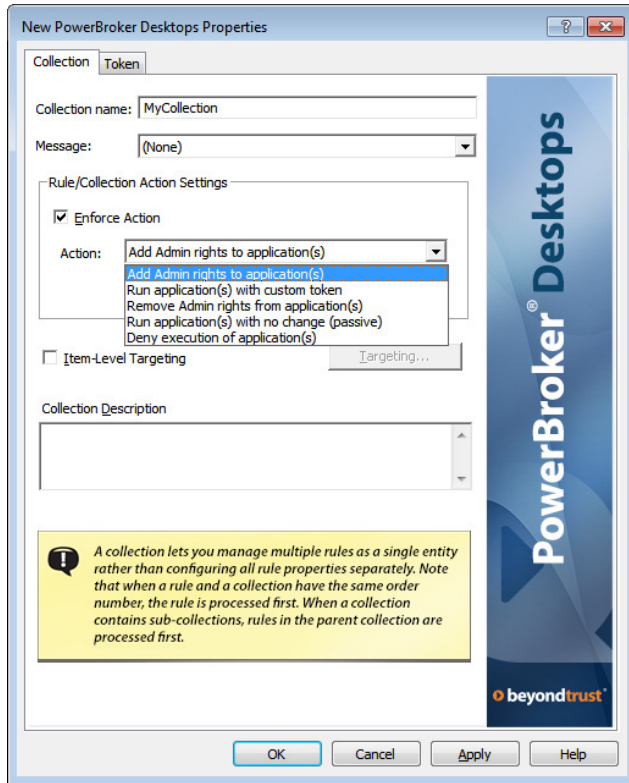 New PowerBroker Desktops Properties
Collection
Token
Collection name: MyCollection
Message: (None)
Rule/Collection Action Settings
Enforce Action
Action: Add Admin rights to application(s)
Add Admin rights to application(s)
Run application(s) with custom token
Remove Admin rights from application(s)
Run application(s) with no change (passive)
Deny execution of application(s)
Item-Level Targeting
Targeting...
Collection Description
A collection lets you manage multiple rules as a single entity
rather than configuring all rule properties separately. Note
that when a rule and a collection have the same order
number, the rule is processed first. When a collection
contains sub-collections, rules in the parent collection are
processed first.
PowerBroker® Desktops
beyondtrust
OK
Cancel
Apply
Help